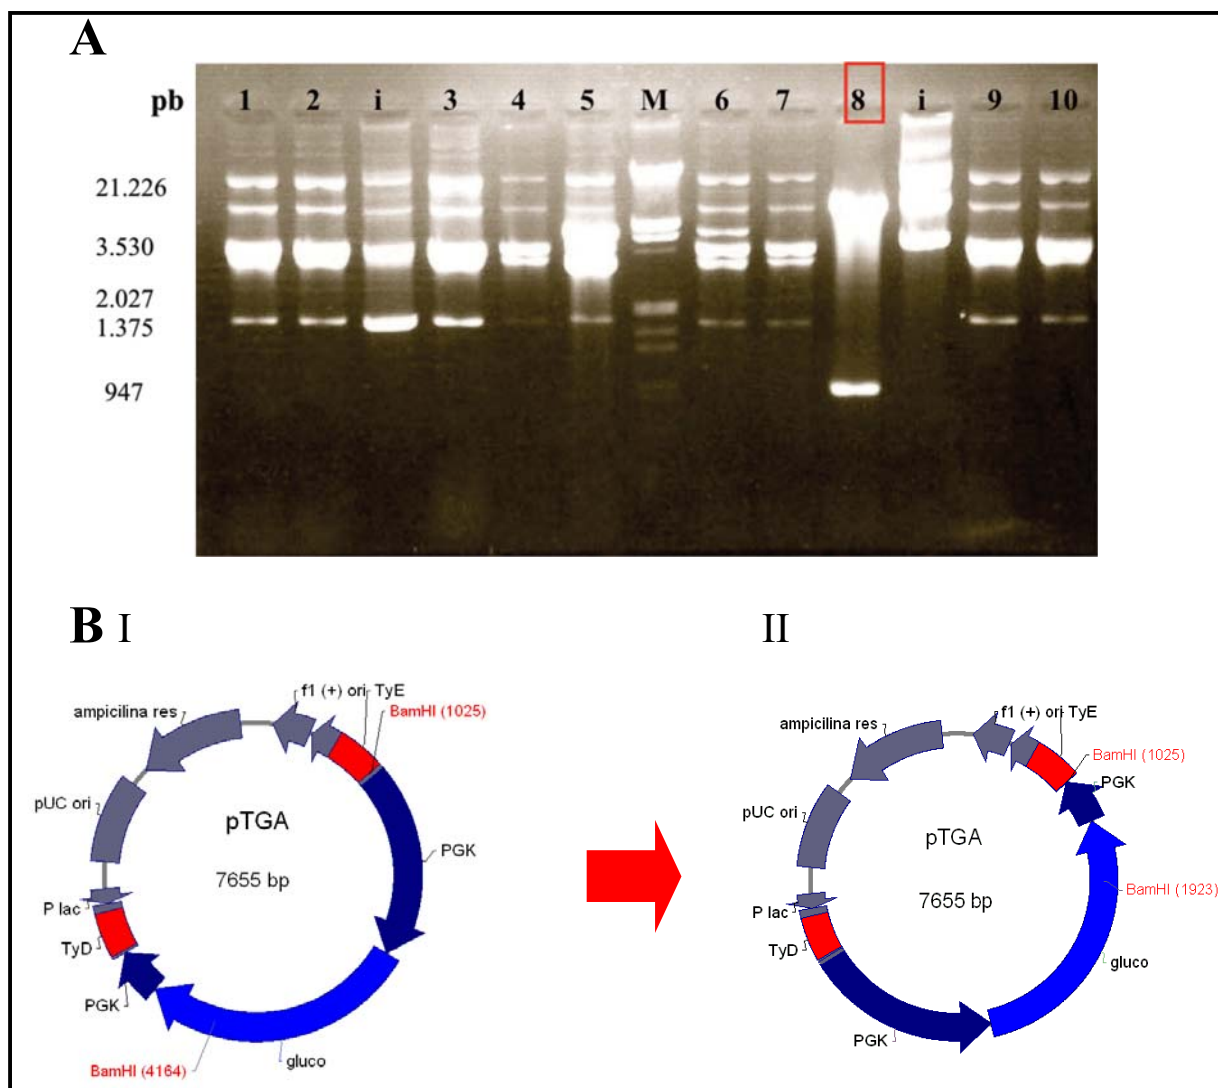 A
pb 1 2 i 3 4 5 M 6 7 8 i 9 10
21.226
3.530
2.027
1.375
947
B I
II
f1 (+) ori TyE
ampicilina res
BamHI (1025)
pUC ori
pTGA
PGK
7655 bp
P lac
TyD
PGK
gluco
BamHI (4164)
f1 (+) ori TyE
ampicilina res
BamHI (1025)
PGK
pUC ori
pTGA
BamHI (1923)
7655 bp
P lac
TyD
gluco
PGK